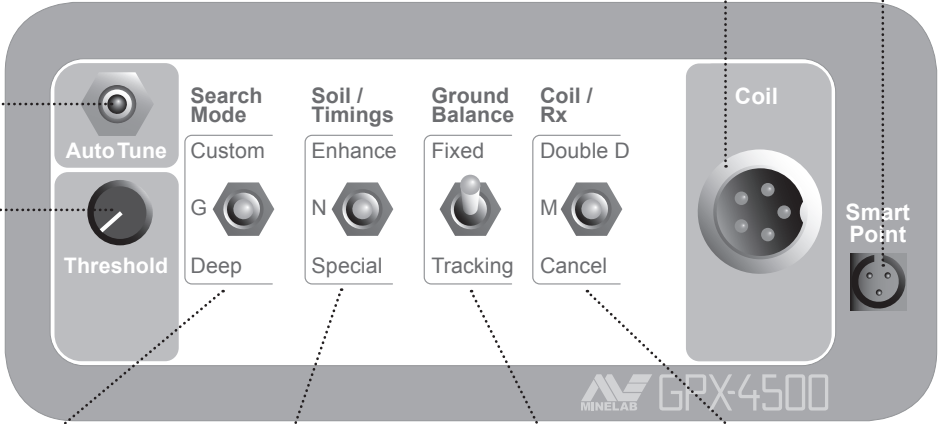 Auto Tune
Threshold
Search
Mode
Custom
G
Deep
Soil /
Timings
Enhance
N
Special
Ground
Balance
Fixed
Tracking
Coil /
Rx
Double D
M
Cancel
Coil
Smart
Point
MINELAB
GPX-4500